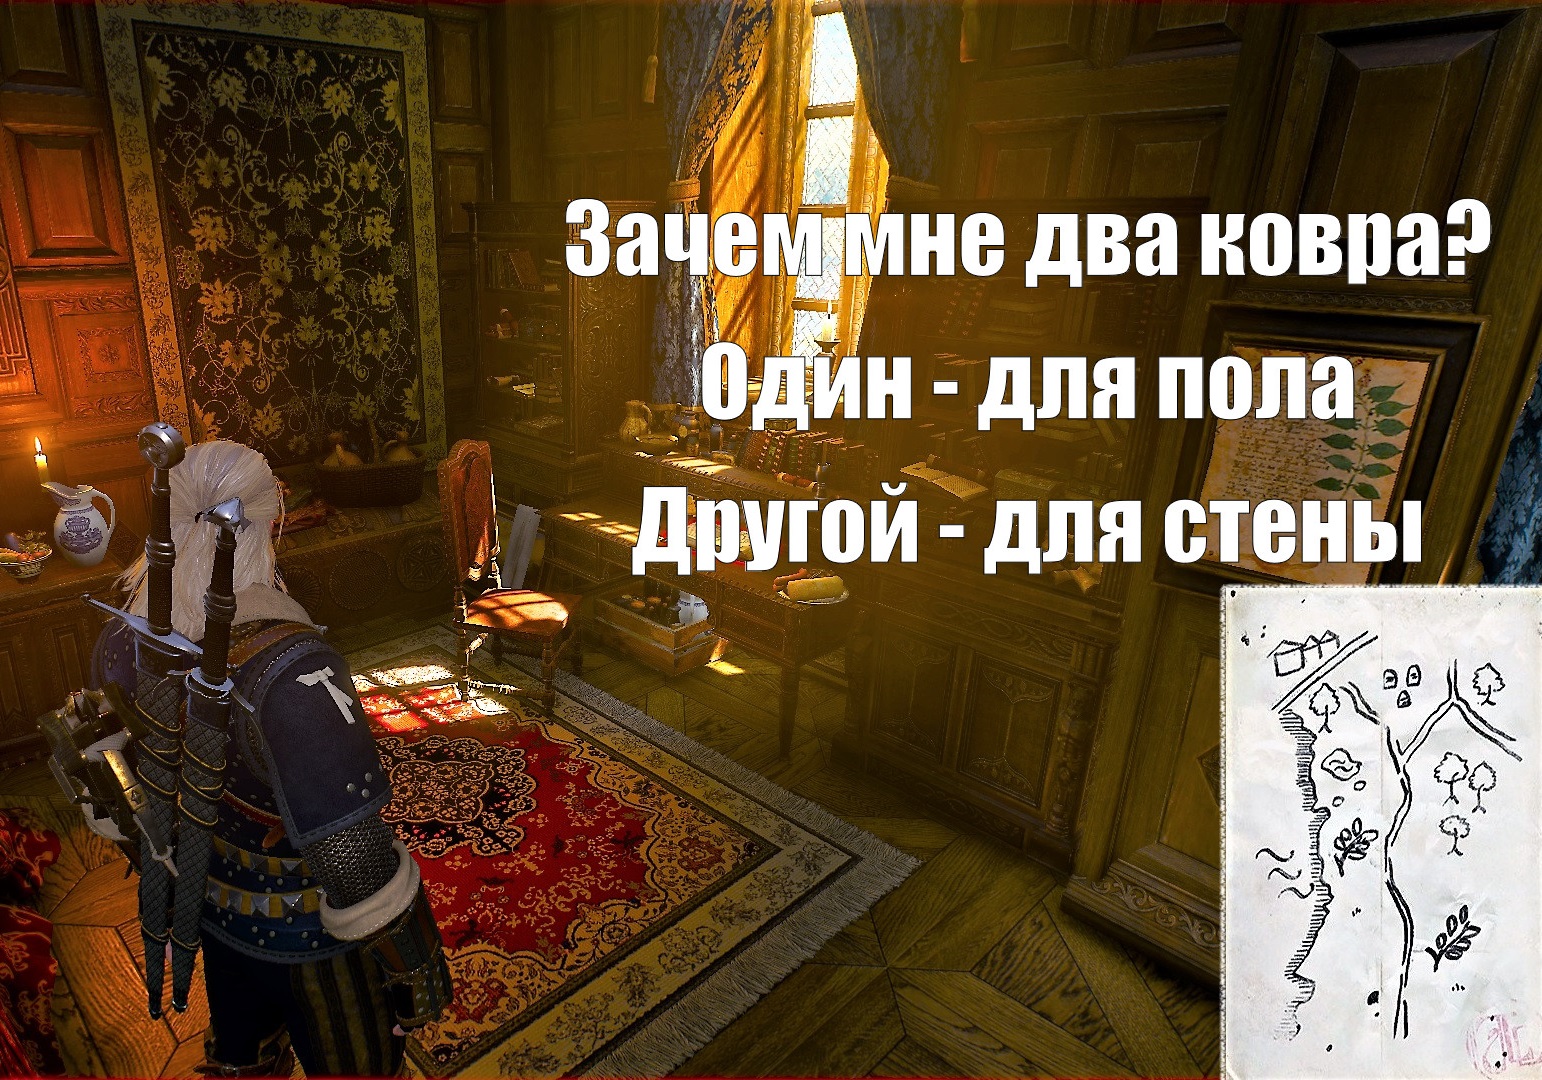 Зачем мне два ковра?
Один - для пола
Другой - для стены